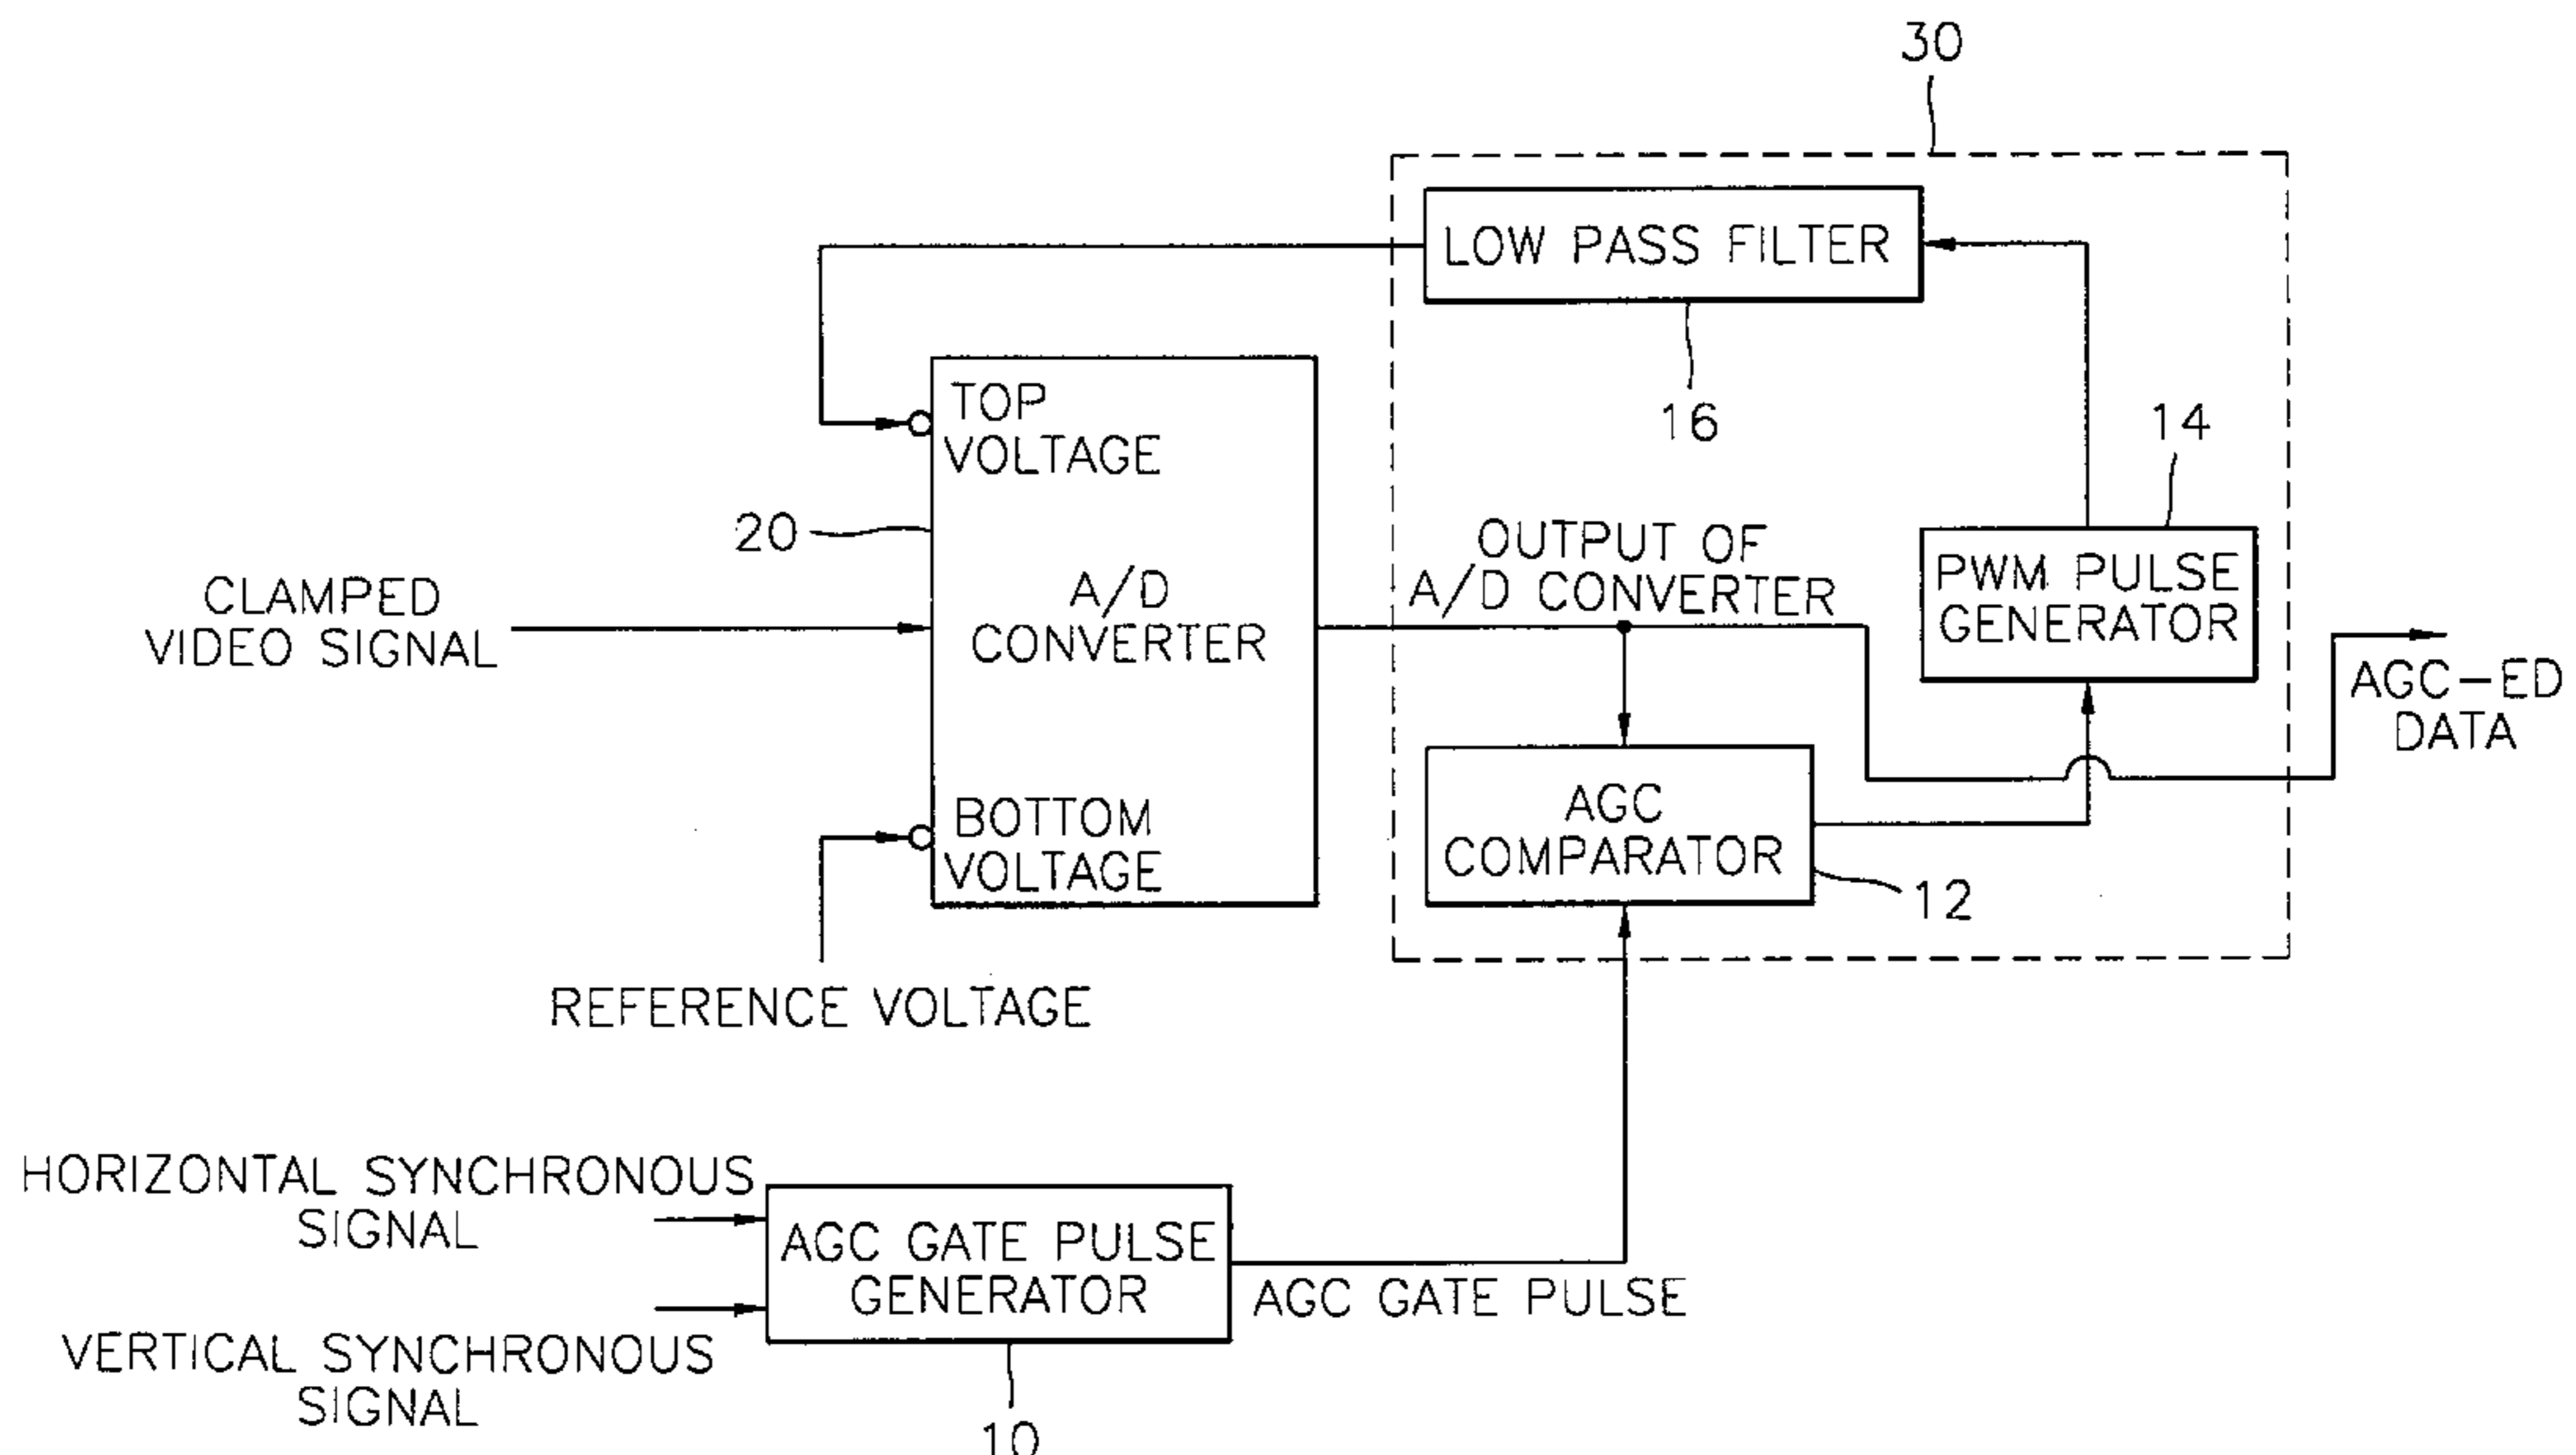 30
LOW PASS FILTER
16
TOP
VOLTAGE
14
20
OUTPUT OF
A/D CONVERTER
PWM PULSE
GENERATOR
CLAMPED
VIDEO SIGNAL
A/D
CONVERTER
AGC-ED
DATA
BOTTOM
VOLTAGE
AGC
COMPARATOR
12
REFERENCE VOLTAGE
HORIZONTAL SYNCHRONOUS
SIGNAL
AGC GATE PULSE
GENERATOR
AGC GATE PULSE
VERTICAL SYNCHRONOUS
SIGNAL
10